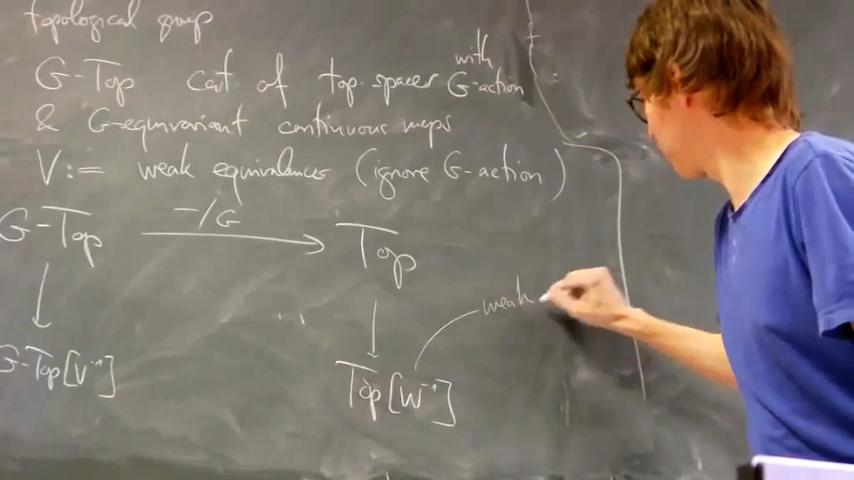 topological group
G-Top cat of top. spaces with G-action
& G-equivariant continuous maps
V := weak equivalences (ignore G-action)
G-Top -/G Top
weak
G-Top[V⁻¹] Top[W⁻¹]